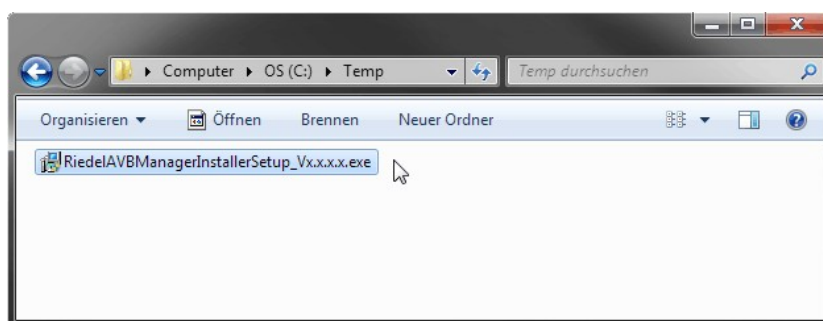 Computer ▸ OS (C:) ▸ Temp Temp durchsuchen
Organisieren Öffnen Brennen Neuer Ordner
RiedelAVBManagerInstallerSetup_Vx.x.x.x.exe